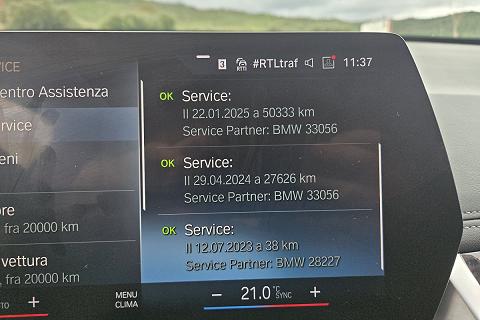 VICE
3 RTTI #RTLtraf 11:37
entro Assistenza
rvice
eni
ore
fra 20000 km
vettura
, fra 20000 km
OK Service:
Il 22.01.2025 a 50333 km
Service Partner: BMW 33056
OK Service:
Il 29.04.2024 a 27626 km
Service Partner: BMW 33056
OK Service:
Il 12.07.2023 a 38 km
Service Partner: BMW 28227
TO +
MENU
CLIMA
− 21.0 °C SYNC +